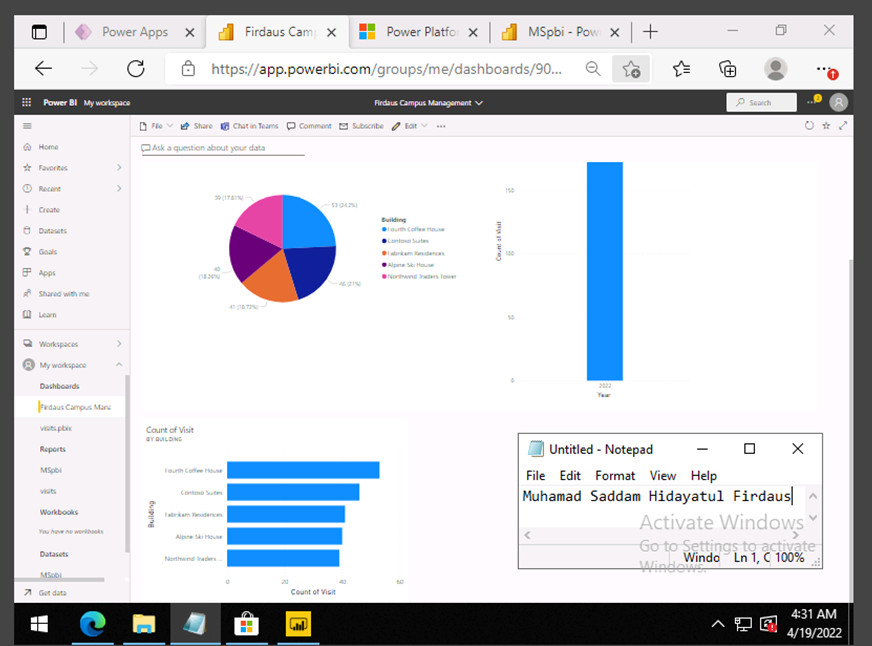 Power Apps
Firdaus Cam
Power Platfo
MSpbi - Pow
https://app.powerbi.com/groups/me/dashboards/90...
Power BI My workspace
Firdaus Campus Management
Search
File
Share
Chat in Teams
Comment
Subscribe
Edit
Ask a question about your data
Home
Favorites
Recent
Create
Datasets
Goals
Apps
Shared with me
Learn
Workspaces
My workspace
Dashboards
Firdaus Campus Mana
visits.pbix
Reports
MSpbi
visits
Workbooks
You have no workbooks
Datasets
MSpbi
Get data
39 (17.81%)
53 (24.2%)
40
(18.26%)
46 (21%)
41 (18.72%)
Building
Fourth Coffee House
Contoso Suites
Fabrikam Residences
Alpine Ski House
Northwind Traders Tower
Count of Visit
150
100
50
0
2022
Year
Count of Visit
BY BUILDING
Building
Fourth Coffee House
Contoso Suites
Fabrikam Residences
Alpine Ski House
Northwind Traders ...
0 20 40 60
Count of Visit
Untitled - Notepad
File Edit Format View Help
Muhamad Saddam Hidayatul Firdaus
Activate Windows
Go to Settings to activate
Windows.
Windo Ln 1, C 100%
4:31 AM
4/19/2022